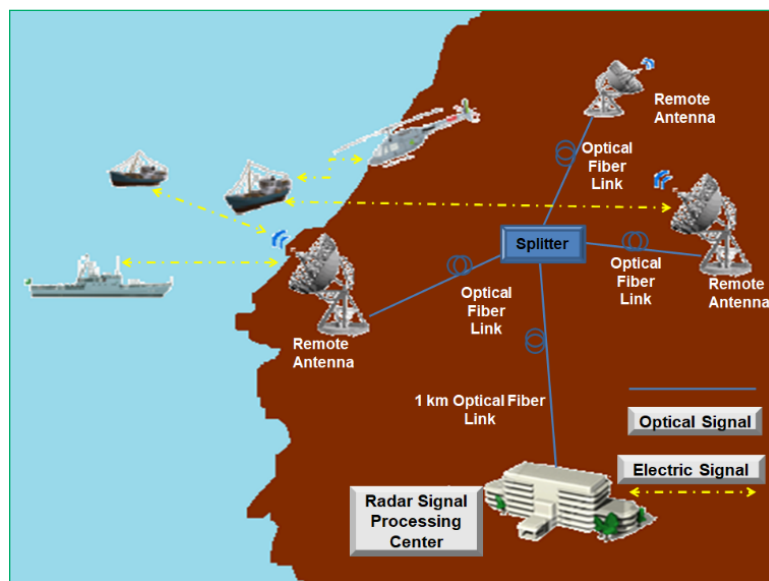 Remote
Antenna
Optical
Fiber
Link
Splitter
Optical
Fiber
Link
Remote
Antenna
Optical
Fiber
Link
Remote
Antenna
1 km Optical Fiber
Link
Optical Signal
Electric Signal
Radar Signal
Processing
Center